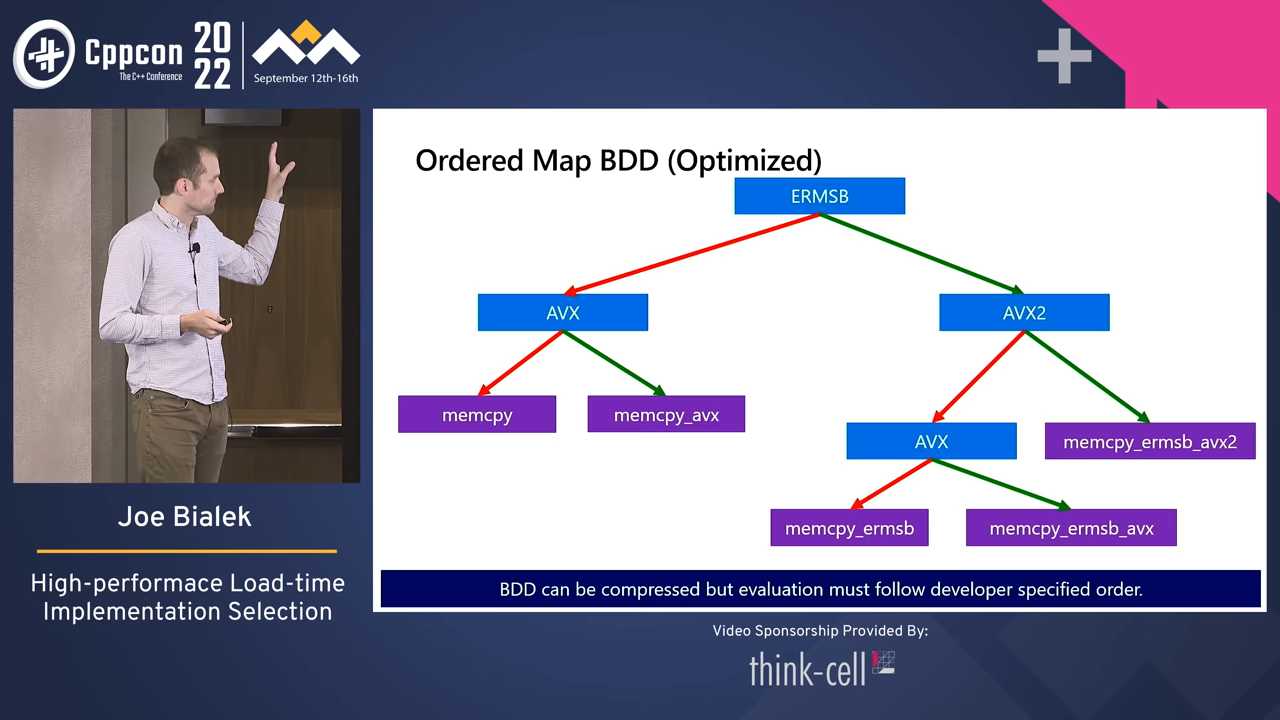 Cppcon
The C++ Conference
20
22
September 12th-16th
Ordered Map BDD (Optimized)
ERMSB
AVX
AVX2
memcpy
memcpy_avx
AVX
memcpy_ermsb_avx2
memcpy_ermsb
memcpy_ermsb_avx
BDD can be compressed but evaluation must follow developer specified order.
Joe Bialek
High-performace Load-time
Implementation Selection
Video Sponsorship Provided By:
think-cell